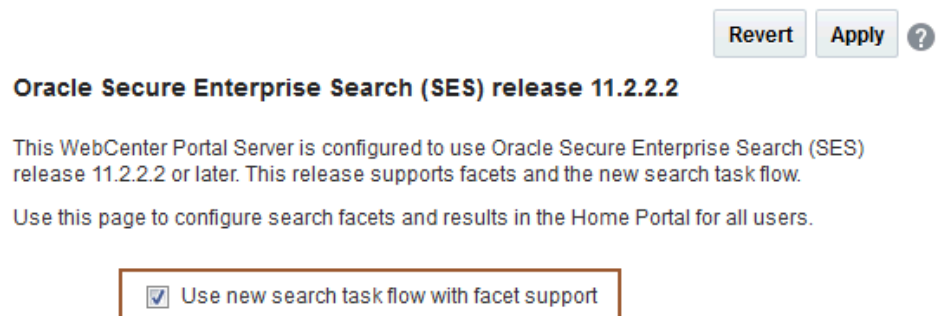 Revert Apply ?
Oracle Secure Enterprise Search (SES) release 11.2.2.2
This WebCenter Portal Server is configured to use Oracle Secure Enterprise Search (SES)
release 11.2.2.2 or later. This release supports facets and the new search task flow.
Use this page to configure search facets and results in the Home Portal for all users.
Use new search task flow with facet support